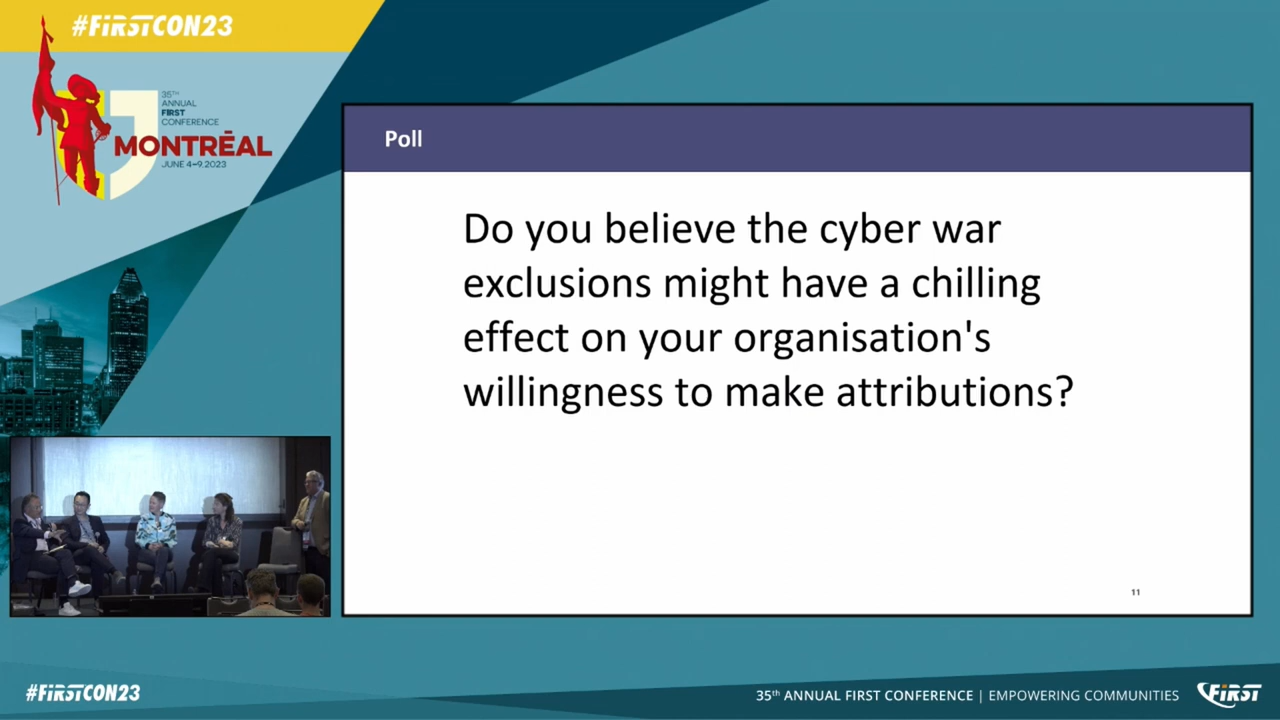 #FiRSTCON23
35TH
ANNUAL
FIRST
CONFERENCE
MONTRĒAL
JUNE 4–9, 2023
Poll
Do you believe the cyber war
exclusions might have a chilling
effect on your organisation's
willingness to make attributions?
11
#FiRSTCON23
35th ANNUAL FIRST CONFERENCE | EMPOWERING COMMUNITIES
FiRST